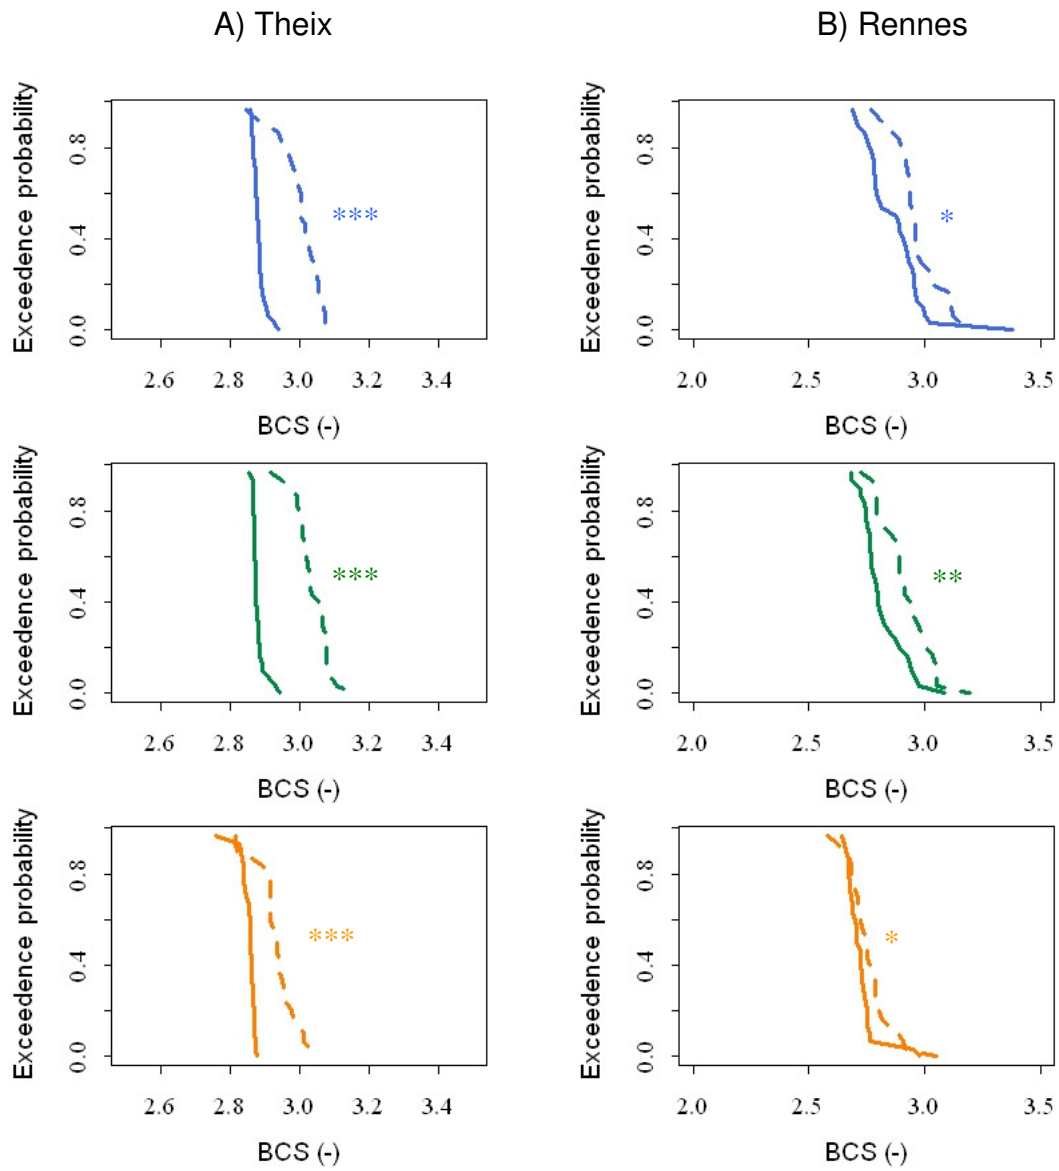 A) Theix
B) Rennes
Exceedence probability
0.0 0.4 0.8
***
2.6 2.8 3.0 3.2 3.4
BCS (-)
Exceedence probability
0.0 0.4 0.8
*
2.0 2.5 3.0 3.5
BCS (-)
Exceedence probability
0.0 0.4 0.8
***
2.6 2.8 3.0 3.2 3.4
BCS (-)
Exceedence probability
0.0 0.4 0.8
**
2.0 2.5 3.0 3.5
BCS (-)
Exceedence probability
0.0 0.4 0.8
***
2.6 2.8 3.0 3.2 3.4
BCS (-)
Exceedence probability
0.0 0.4 0.8
*
2.0 2.5 3.0 3.5
BCS (-)